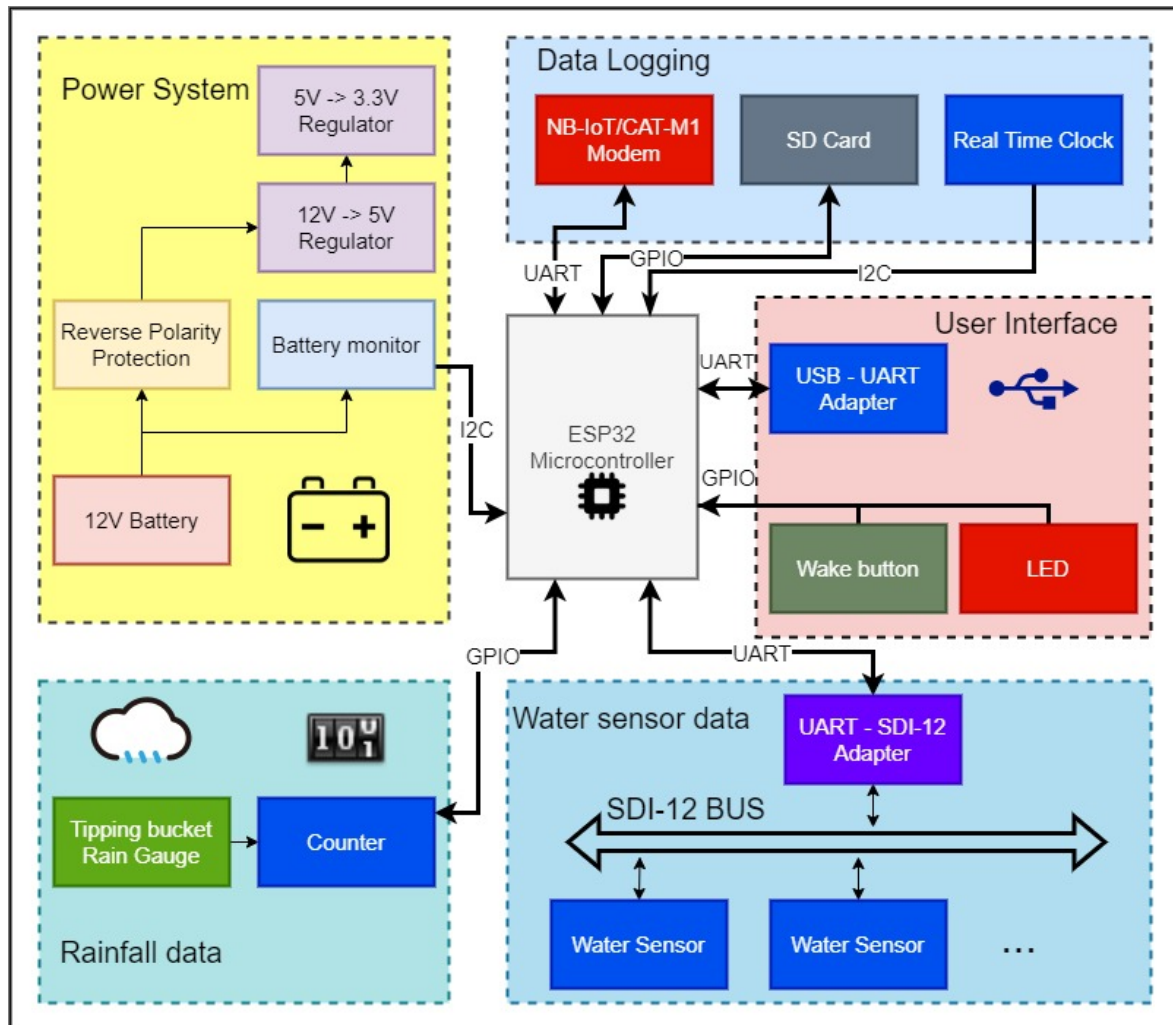 Power System
5V -> 3.3V
Regulator
12V -> 5V
Regulator
Reverse Polarity
Protection
Battery monitor
12V Battery
I2C
Data Logging
NB-IoT/CAT-M1
Modem
SD Card
Real Time Clock
UART
GPIO
I2C
ESP32
Microcontroller
User Interface
UART
USB - UART
Adapter
GPIO
Wake button
LED
GPIO
UART
Tipping bucket
Rain Gauge
Counter
Rainfall data
Water sensor data
UART - SDI-12
Adapter
SDI-12 BUS
Water Sensor
Water Sensor
...